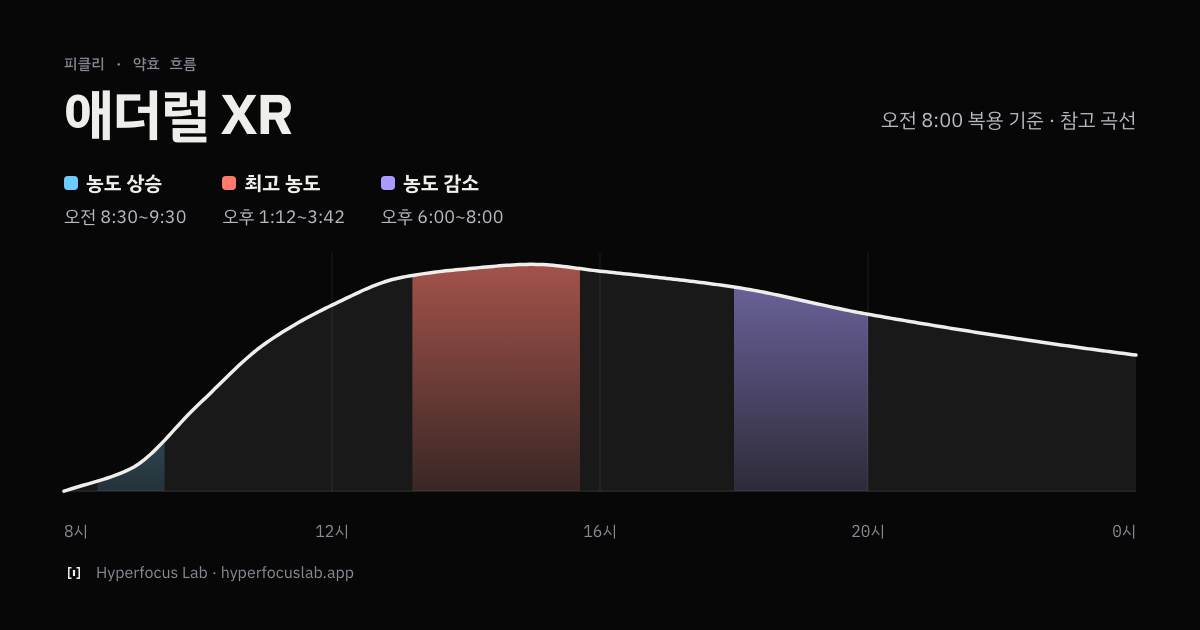 피클리 · 약효 흐름
애더럴 XR
오전 8:00 복용 기준 · 참고 곡선
농도 상승 최고 농도 농도 감소
오전 8:30~9:30 오후 1:12~3:42 오후 6:00~8:00
8시 12시 16시 20시 0시
Hyperfocus Lab · hyperfocuslab.app